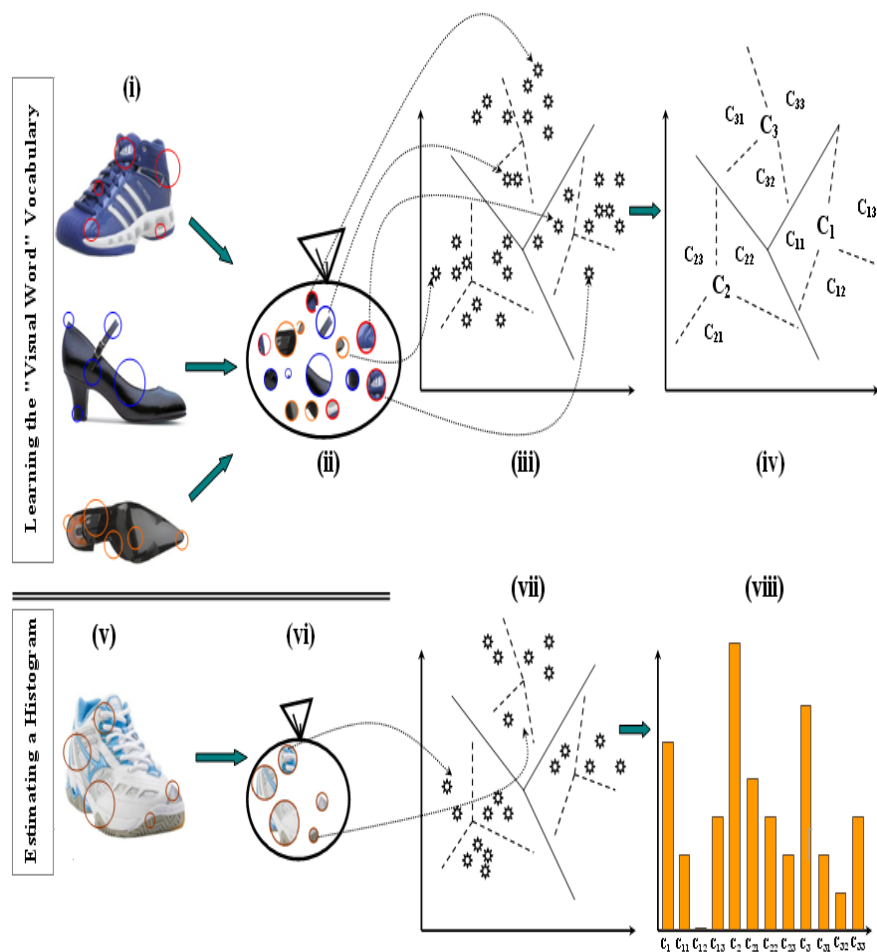 Learning the "Visual Word" Vocabulary
(i)
(ii)
(iii)
(iv)
C31
C33
C3
C32
C13
C11
C1
C23
C22
C2
C12
C21
Estimating a Histogram
(v)
(vi)
(vii)
(viii)
C1 C11 C12 C13 C2 C21 C22 C23 C3 C31 C32 C33